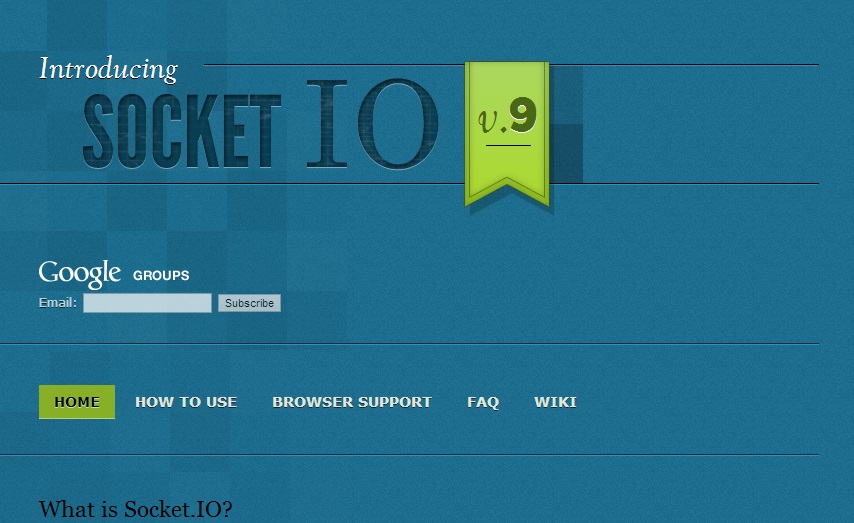 Introducing
SOCKET IO
v.9
Google GROUPS
Email: Subscribe
HOME HOW TO USE BROWSER SUPPORT FAQ WIKI
What is Socket.IO?